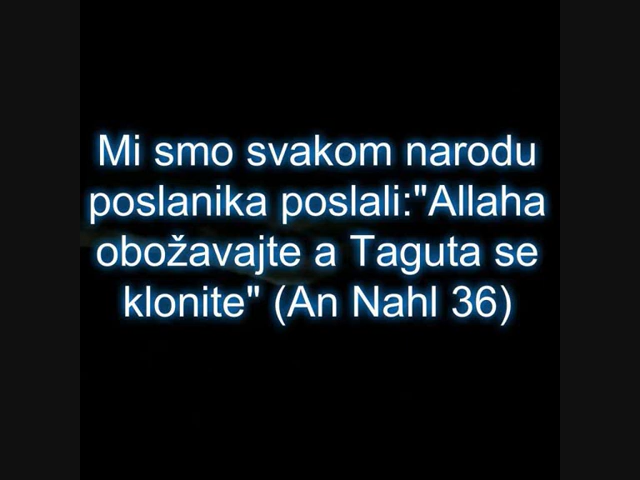 Mi smo svakom narodu
poslanika poslali:"Allaha
obožavajte a Taguta se
klonite" (An Nahl 36)